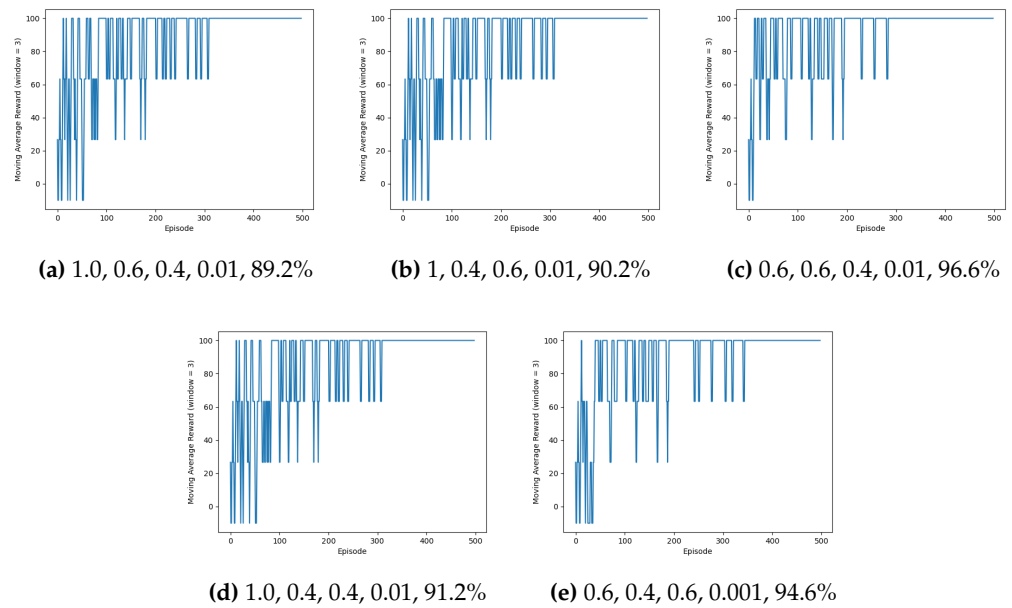 100
80
60
40
20
0
Moving Average Reward (window = 3)
0 100 200 300 400 500
Episode
100
80
60
40
20
0
Moving Average Reward (window = 3)
0 100 200 300 400 500
Episode
100
80
60
40
20
0
Moving Average Reward (window = 3)
0 100 200 300 400 500
Episode
(a) 1.0, 0.6, 0.4, 0.01, 89.2%
(b) 1, 0.4, 0.6, 0.01, 90.2%
(c) 0.6, 0.6, 0.4, 0.01, 96.6%
100
80
60
40
20
0
Moving Average Reward (window = 3)
0 100 200 300 400 500
Episode
100
80
60
40
20
0
Moving Average Reward (window = 3)
0 100 200 300 400 500
Episode
(d) 1.0, 0.4, 0.4, 0.01, 91.2%
(e) 0.6, 0.4, 0.6, 0.001, 94.6%